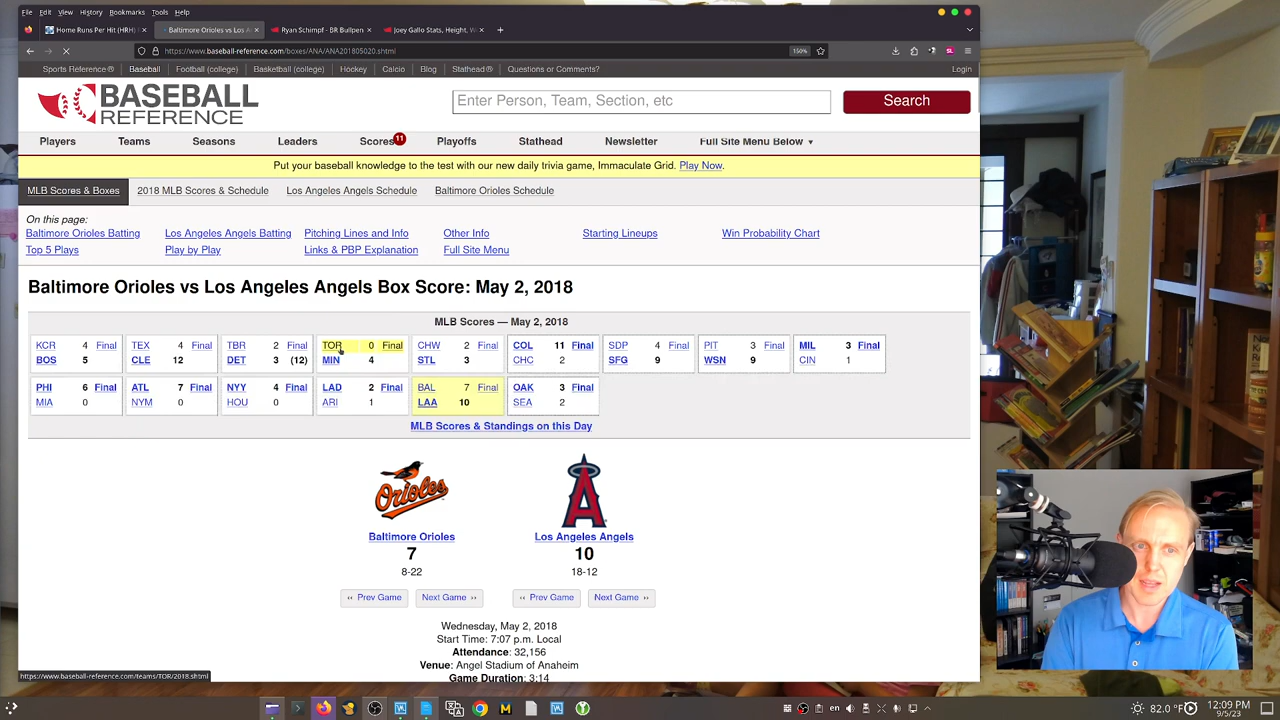 File Edit View History Bookmarks Tools Help
Home Runs Per Hit (HRH)
Baltimore Orioles vs Los A
Ryan Schimpf - BR Bullpen
Joey Gallo Stats, Height, W
https://www.baseball-reference.com/boxes/ANA/ANA201805020.shtml
150%
Sports Reference® Baseball Football (college) Basketball (college) Hockey Calcio Blog Stathead® Questions or Comments? Login
BASEBALL
REFERENCE
Enter Person, Team, Section, etc
Search
Players Teams Seasons Leaders Scores 11 Playoffs Stathead Newsletter Full Site Menu Below ▼
Put your baseball knowledge to the test with our new daily trivia game, Immaculate Grid. Play Now.
MLB Scores & Boxes 2018 MLB Scores & Schedule Los Angeles Angels Schedule Baltimore Orioles Schedule
On this page:
Baltimore Orioles Batting Los Angeles Angels Batting Pitching Lines and Info Other Info Starting Lineups Win Probability Chart
Top 5 Plays Play by Play Links & PBP Explanation Full Site Menu
Baltimore Orioles vs Los Angeles Angels Box Score: May 2, 2018
MLB Scores — May 2, 2018
KCR 4 Final TEX 4 Final TBR 2 Final TOR 0 Final CHW 2 Final COL 11 Final SDP 4 Final PIT 3 Final MIL 3 Final
BOS 5 CLE 12 DET 3 (12) MIN 4 STL 3 CHC 2 SFG 9 WSN 9 CIN 1
PHI 6 Final ATL 7 Final NYY 4 Final LAD 2 Final BAL 7 Final OAK 3 Final
MIA 0 NYM 0 HOU 0 ARI 1 LAA 10 SEA 2
MLB Scores & Standings on this Day
Orioles
Baltimore Orioles Los Angeles Angels
7 10
8-22 18-12
‹‹ Prev Game Next Game ›› ‹‹ Prev Game Next Game ››
Wednesday, May 2, 2018
Start Time: 7:07 p.m. Local
Attendance: 32,156
Venue: Angel Stadium of Anaheim
Game Duration: 3:14
https://www.baseball-reference.com/teams/TOR/2018.shtml
en
82.0 °F
12:09 PM
9/5/23